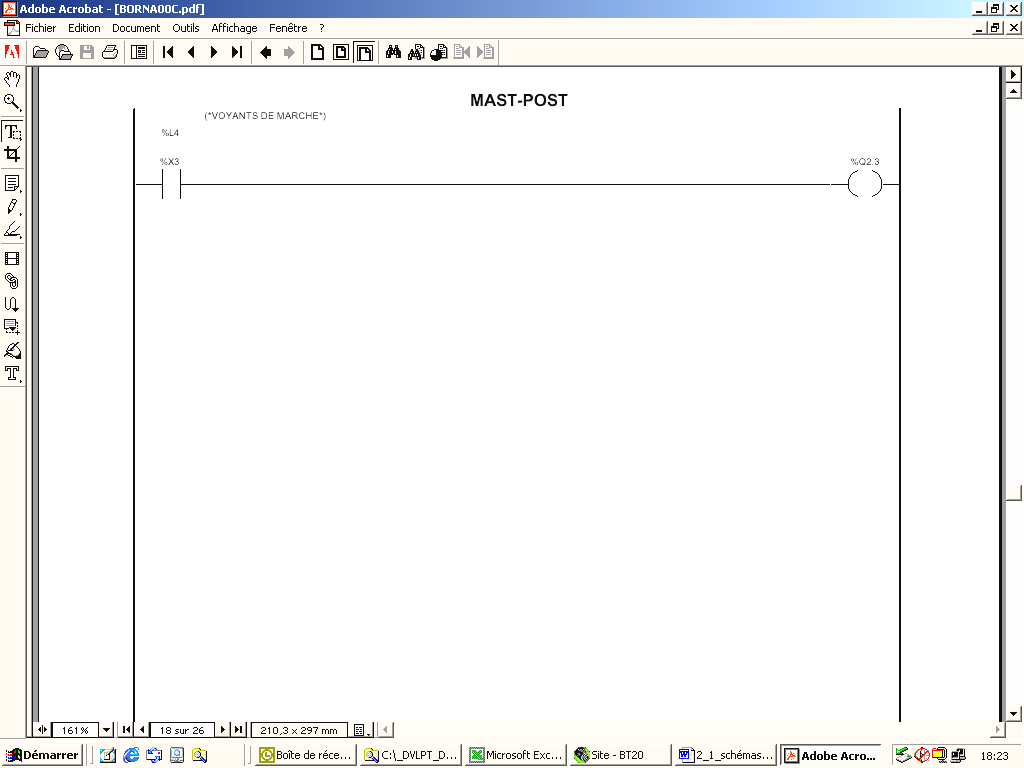 Adobe Acrobat - [BORNA00C.pdf]
Fichier Edition Document Outils Affichage Fenêtre ?
MAST-POST
(*VOYANTS DE MARCHE*)
%L4
%X3 %Q2.3
161% 18 sur 26 210,3 x 297 mm
Démarrer Boîte de réce... C:\_DVLPT_D... Microsoft Exc... Site - BT20 2_1_schémas... Adobe Acro... 18:23